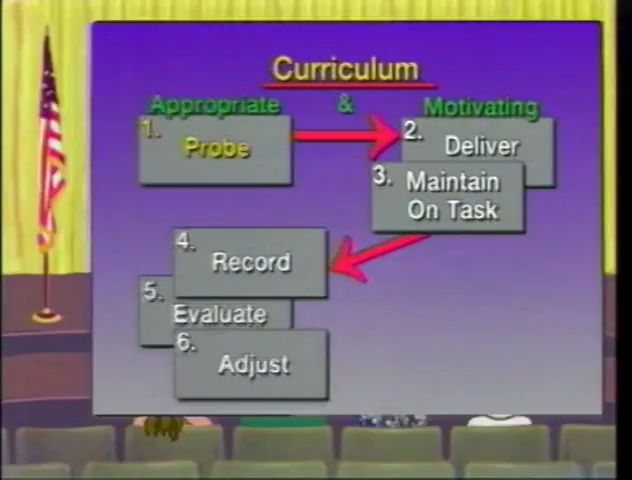 Curriculum
Appropriate & Motivating
1. Probe
2. Deliver
3. Maintain
On Task
4. Record
5. Evaluate
6. Adjust